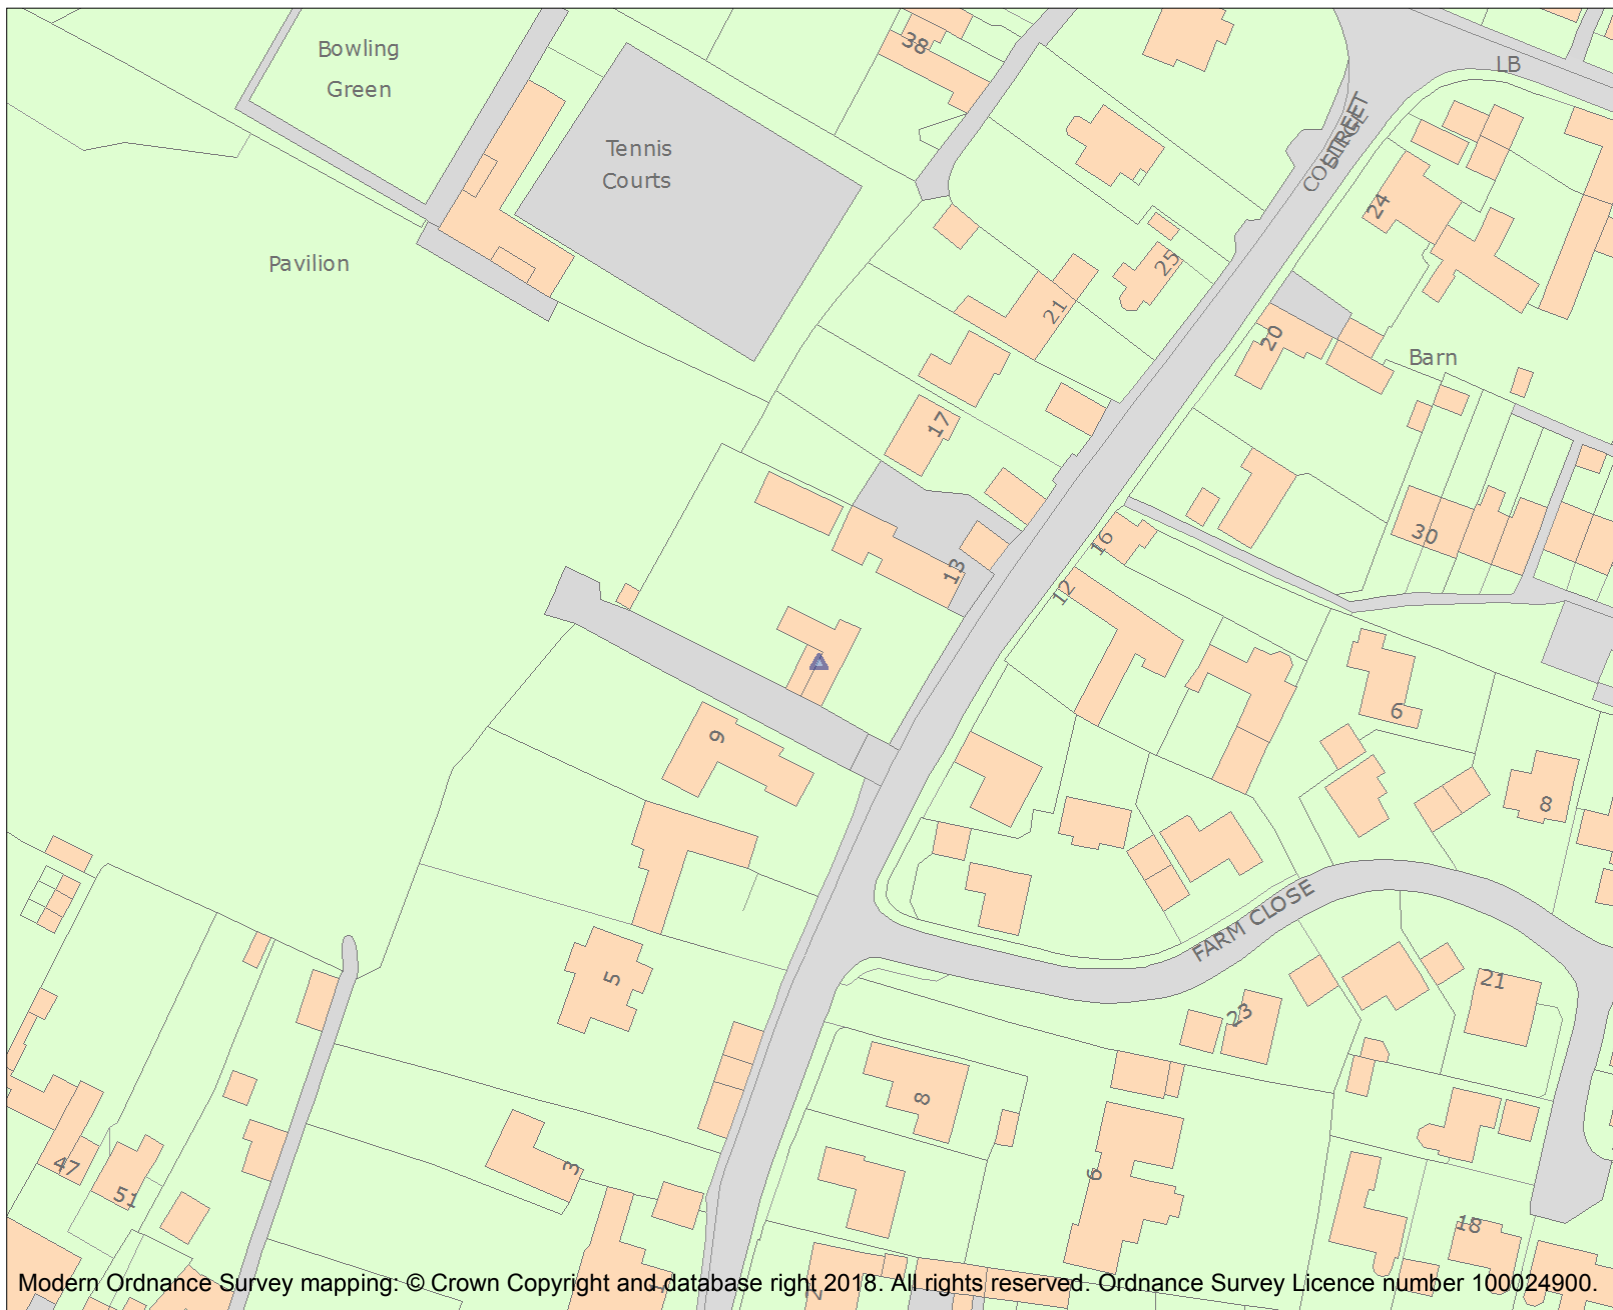 Bowling
Green
38
LB
Tennis
Courts
COLLEGE
STREET
24
Pavilion
25
21
20
Barn
17
30
16
13
12
6
9
8
FARM CLOSE
5
21
23
8
47
3
6
51
18
Modern Ordnance Survey mapping: © Crown Copyright and database right 2018. All rights reserved. Ordnance Survey Licence number 100024900.